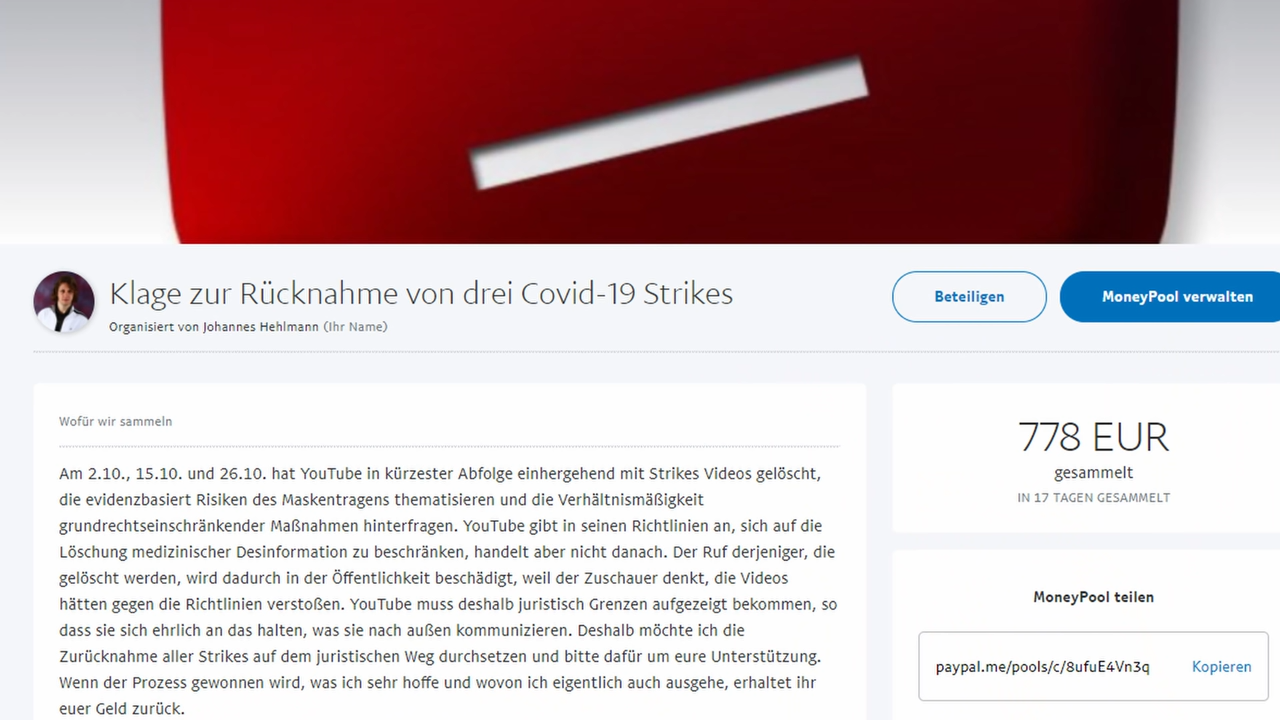 Klage zur Rücknahme von drei Covid-19 Strikes
Organisiert von Johannes Hehlmann (Ihr Name)
Beteiligen
MoneyPool verwalten
Wofür wir sammeln
Am 2.10., 15.10. und 26.10. hat YouTube in kürzester Abfolge einhergehend mit Strikes Videos gelöscht,
die evidenzbasiert Risiken des Maskentragens thematisieren und die Verhältnismäßigkeit
grundrechtseinschränkender Maßnahmen hinterfragen. YouTube gibt in seinen Richtlinien an, sich auf die
Löschung medizinischer Desinformation zu beschränken, handelt aber nicht danach. Der Ruf derjeniger, die
gelöscht werden, wird dadurch in der Öffentlichkeit beschädigt, weil der Zuschauer denkt, die Videos
hätten gegen die Richtlinien verstoßen. YouTube muss deshalb juristisch Grenzen aufgezeigt bekommen, so
dass sie sich ehrlich an das halten, was sie nach außen kommunizieren. Deshalb möchte ich die
Zurücknahme aller Strikes auf dem juristischen Weg durchsetzen und bitte dafür um eure Unterstützung.
Wenn der Prozess gewonnen wird, was ich sehr hoffe und wovon ich eigentlich auch ausgehe, erhaltet ihr
euer Geld zurück.
778 EUR
gesammelt
IN 17 TAGEN GESAMMELT
MoneyPool teilen
paypal.me/pools/c/8ufuE4Vn3q
Kopieren